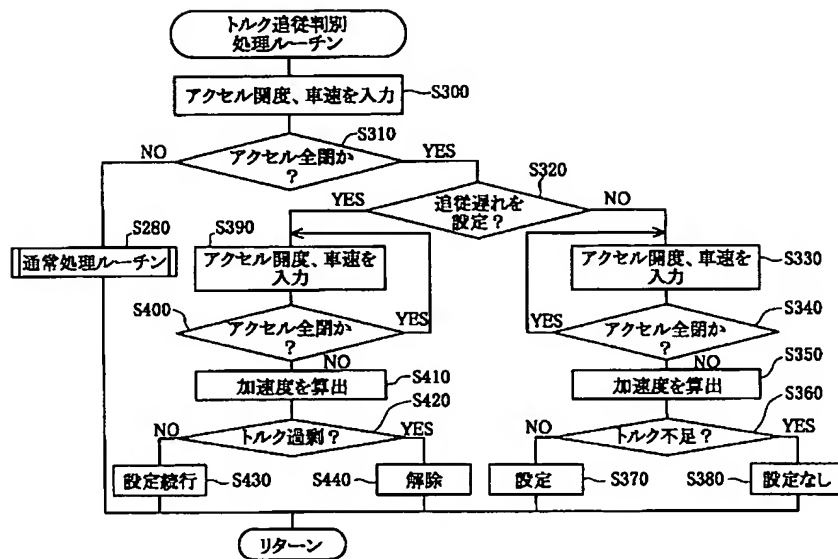 トルク追従判別
処理ルーチン
アクセル開度、車速を入力
S300
S310
NO
アクセル全閉か
?
YES
S320
YES
追従遅れを
設定?
NO
S280
通常処理ルーチン
S390
アクセル開度、車速を
入力
S330
アクセル開度、車速を
入力
S400
アクセル全閉か
?
YES
NO
S340
YES
アクセル全閉か
?
NO
S410
加速度を算出
S350
加速度を算出
S420
NO
トルク過剰?
YES
S360
NO
トルク不足?
YES
設定続行
S430
S440
解除
設定
S370
S380
設定なし
リターン